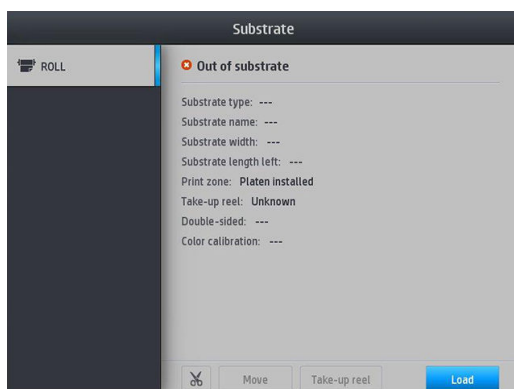 Substrate
ROLL
Out of substrate
Substrate type: ---
Substrate name: ---
Substrate width: ---
Substrate length left: ---
Print zone: Platen installed
Take-up reel: Unknown
Double-sided: ---
Color calibration: ---
Move
Take-up reel
Load